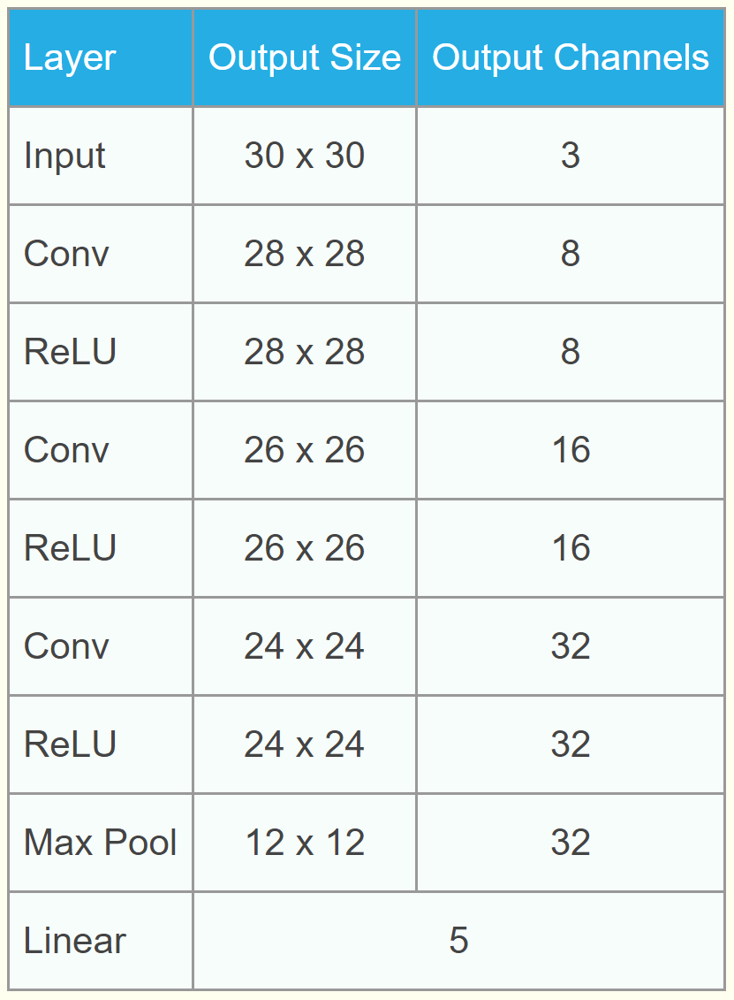 Layer Output Size Output Channels
Input 30 x 30 3
Conv 28 x 28 8
ReLU 28 x 28 8
Conv 26 x 26 16
ReLU 26 x 26 16
Conv 24 x 24 32
ReLU 24 x 24 32
Max Pool 12 x 12 32
Linear 5